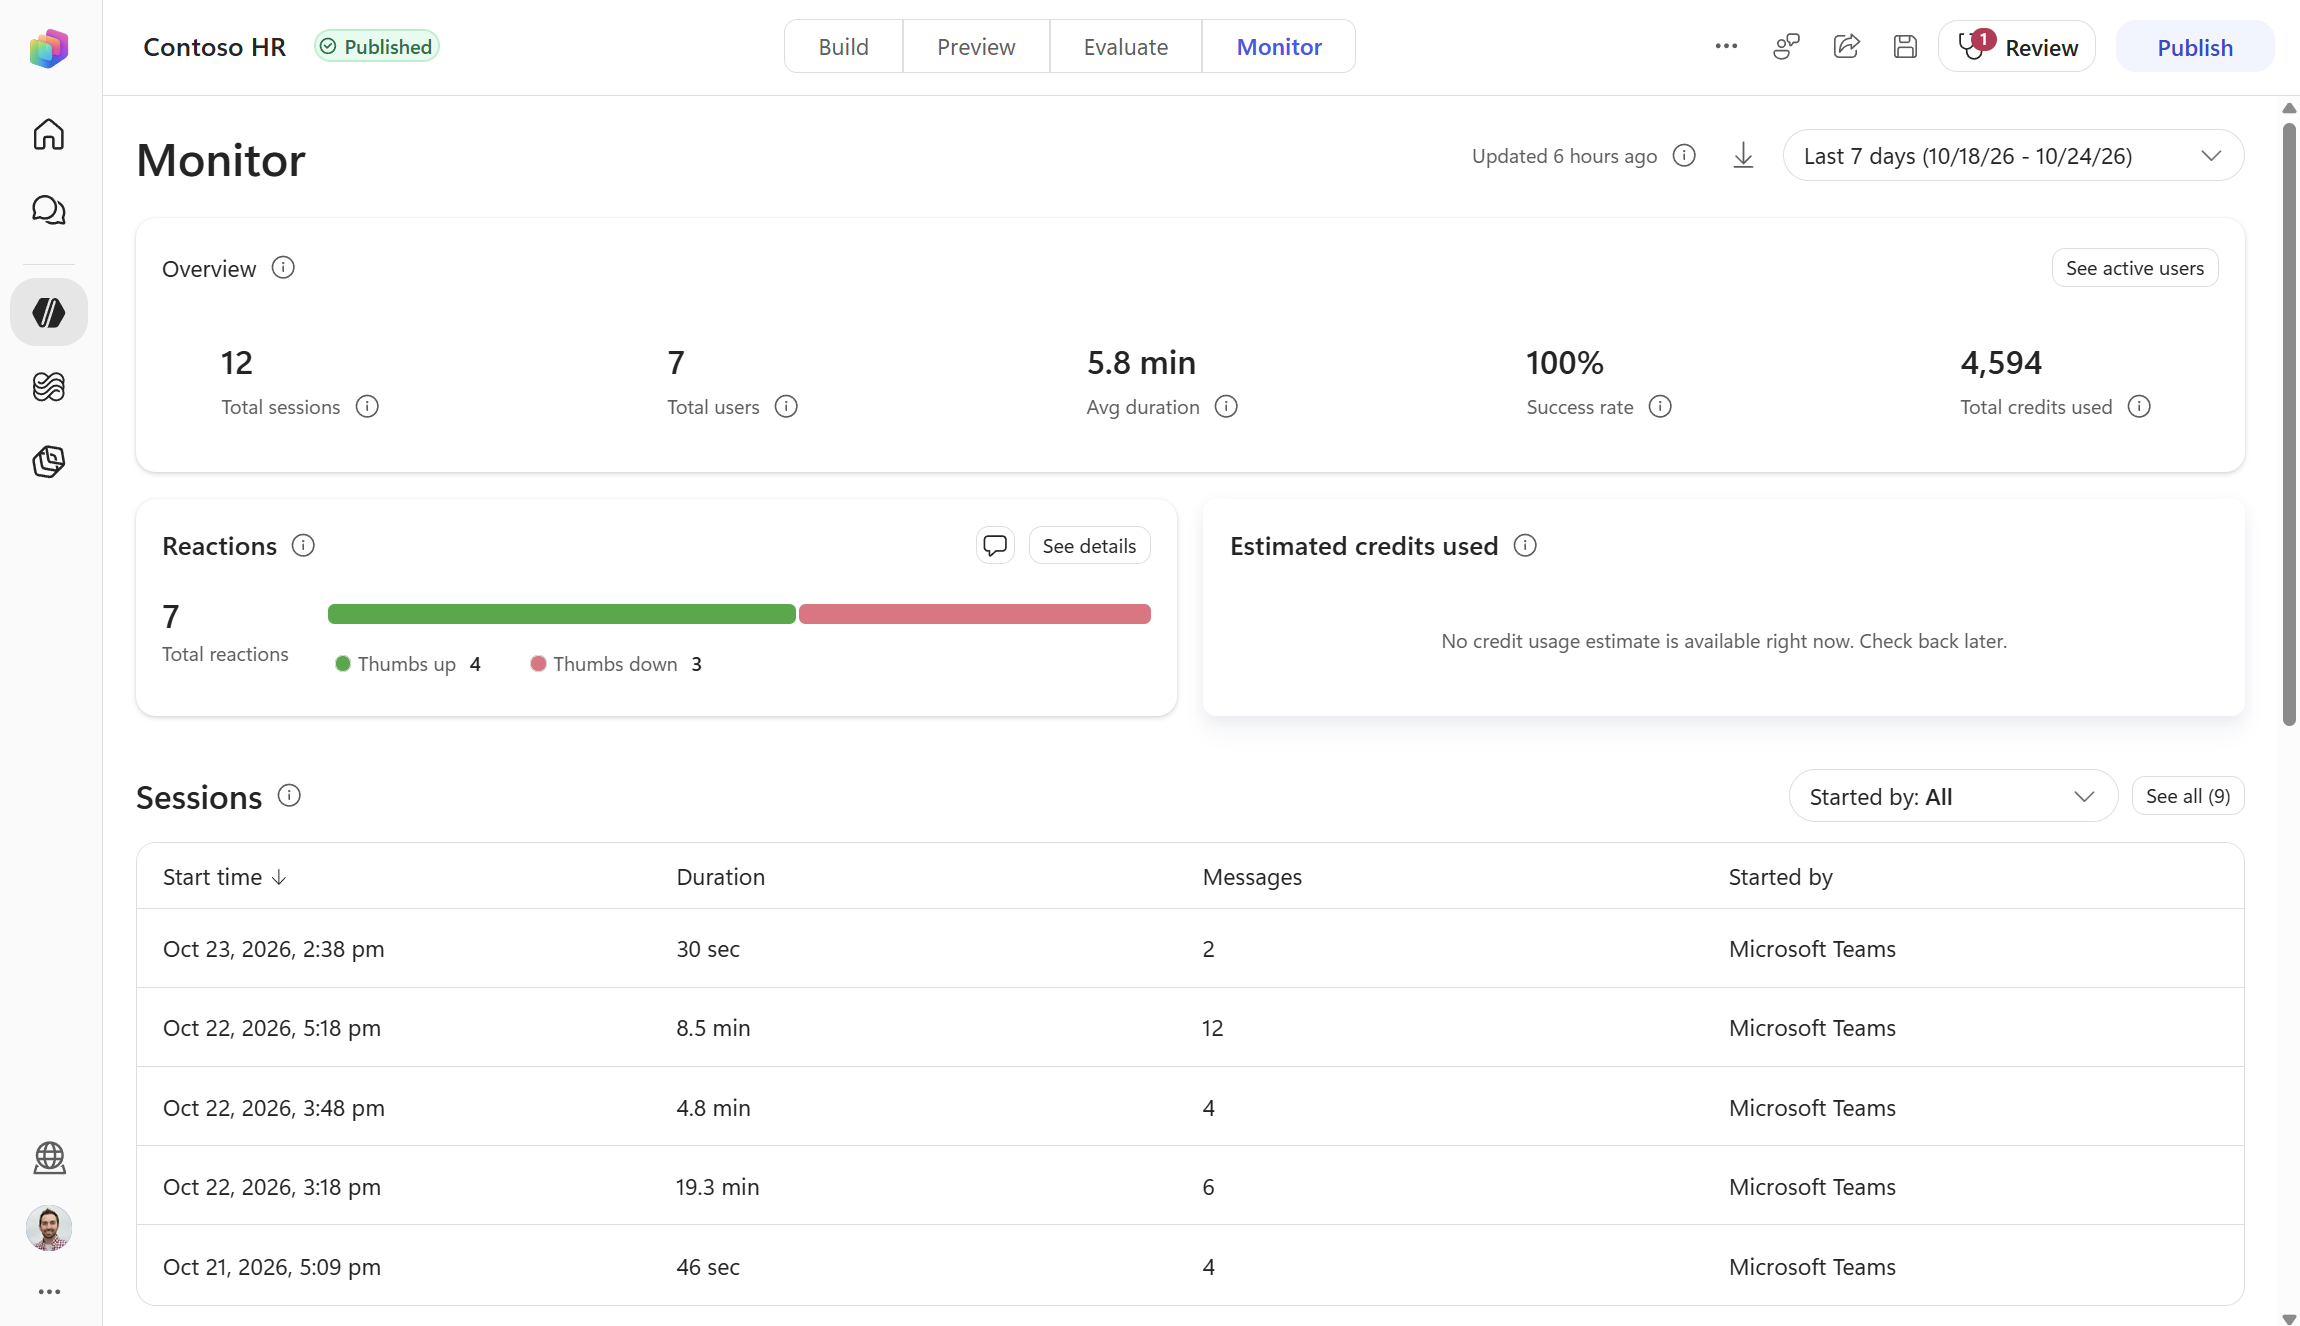 Contoso HR
Published
Build
Preview
Evaluate
Monitor
1
Review
Publish
Monitor
Updated 6 hours ago
Last 7 days (10/18/26 - 10/24/26)
Overview
See active users
12
Total sessions
7
Total users
5.8 min
Avg duration
100%
Success rate
4,594
Total credits used
Reactions
See details
7
Total reactions
Thumbs up 4
Thumbs down 3
Estimated credits used
No credit usage estimate is available right now. Check back later.
Sessions
Started by: All
See all (9)
Start time Duration Messages Started by
Oct 23, 2026, 2:38 pm 30 sec 2 Microsoft Teams
Oct 22, 2026, 5:18 pm 8.5 min 12 Microsoft Teams
Oct 22, 2026, 3:48 pm 4.8 min 4 Microsoft Teams
Oct 22, 2026, 3:18 pm 19.3 min 6 Microsoft Teams
Oct 21, 2026, 5:09 pm 46 sec 4 Microsoft Teams